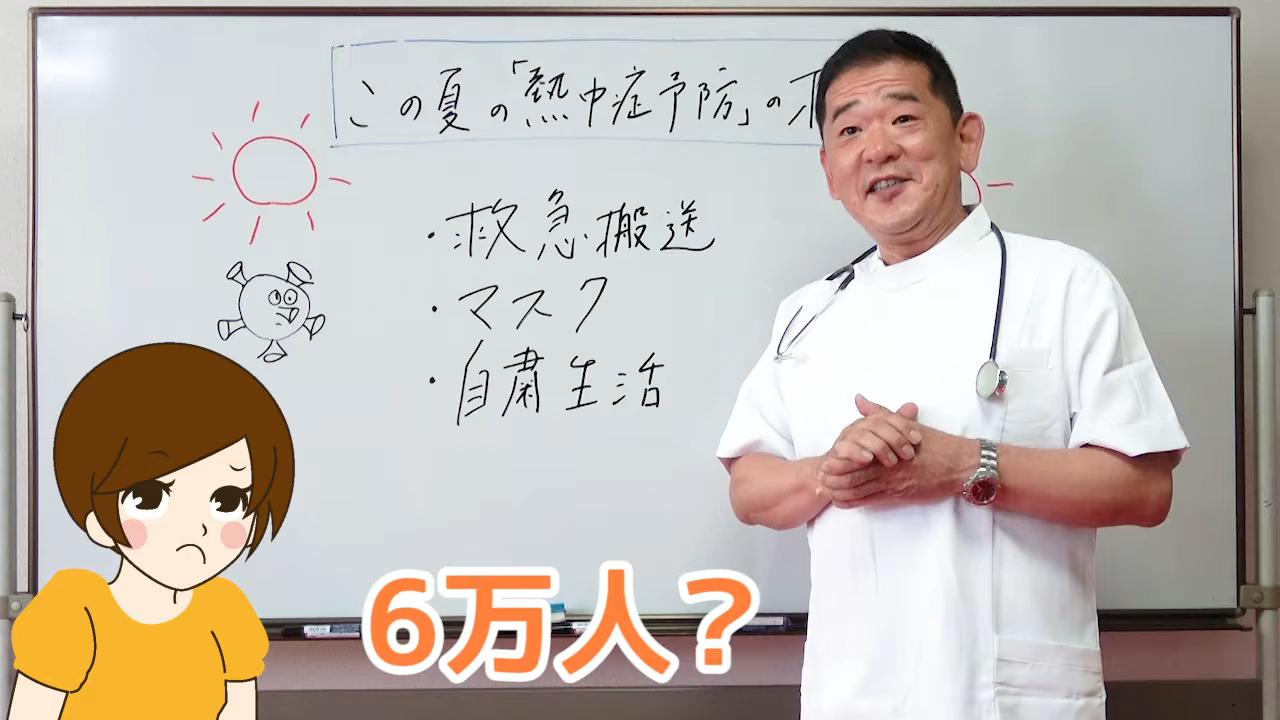 この夏の「熱中症予防」の
・救急搬送
・マスク
・自粛生活
6万人?